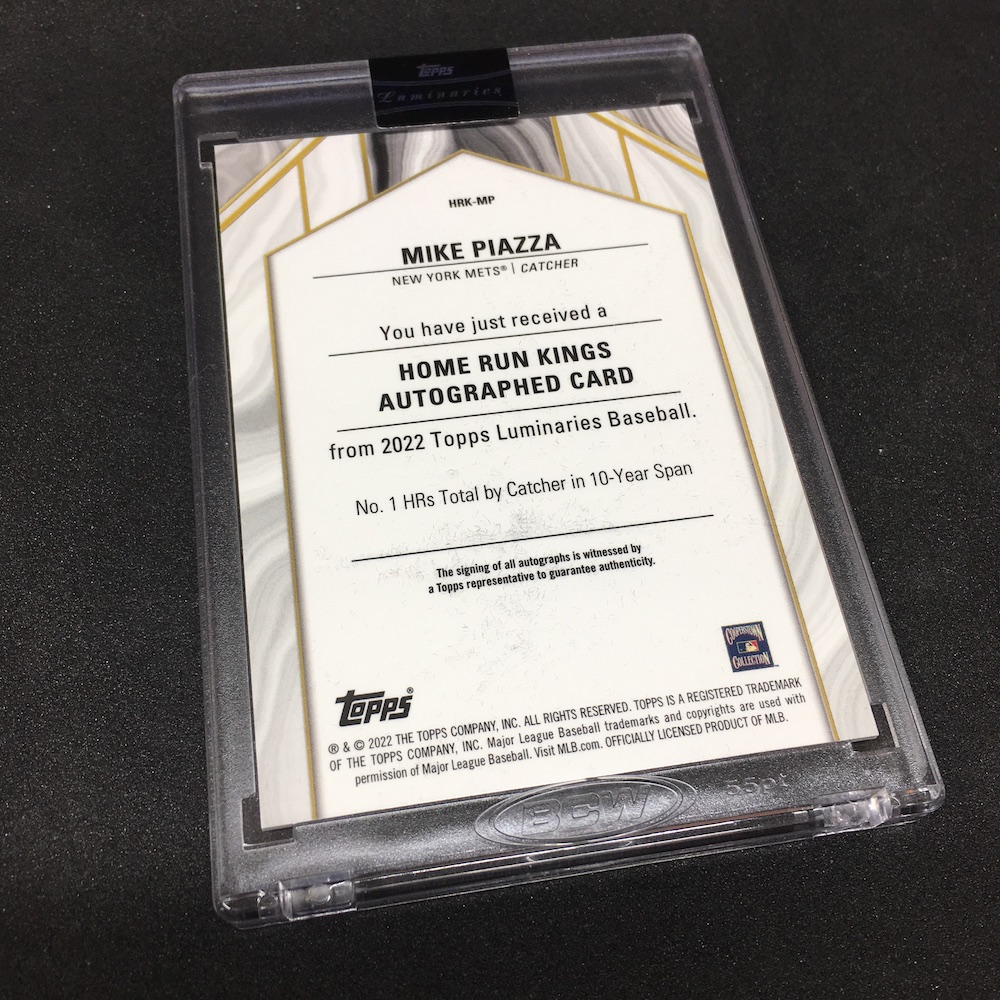 TOPPS
Luminaries
HRK-MP
MIKE PIAZZA
NEW YORK METS® | CATCHER
You have just received a
HOME RUN KINGS
AUTOGRAPHED CARD
from 2022 Topps Luminaries Baseball.
No. 1 HRs Total by Catcher in 10-Year Span
The signing of all autographs is witnessed by
a Topps representative to guarantee authenticity.
COOPERSTOWN
COLLECTION
TOPPS®
® & © 2022 THE TOPPS COMPANY, INC. ALL RIGHTS RESERVED. TOPPS IS A REGISTERED TRADEMARK
OF THE TOPPS COMPANY, INC. Major League Baseball trademarks and copyrights are used with
permission of Major League Baseball. Visit MLB.com. OFFICIALLY LICENSED PRODUCT OF MLB.
BCW
55pt